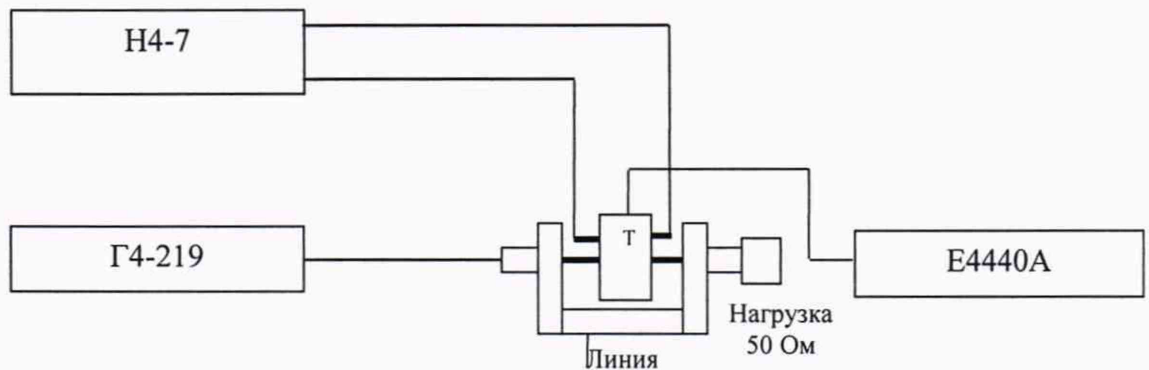 Н4-7
Г4-219
Т
Е4440А
Нагрузка
50 Ом
Линия